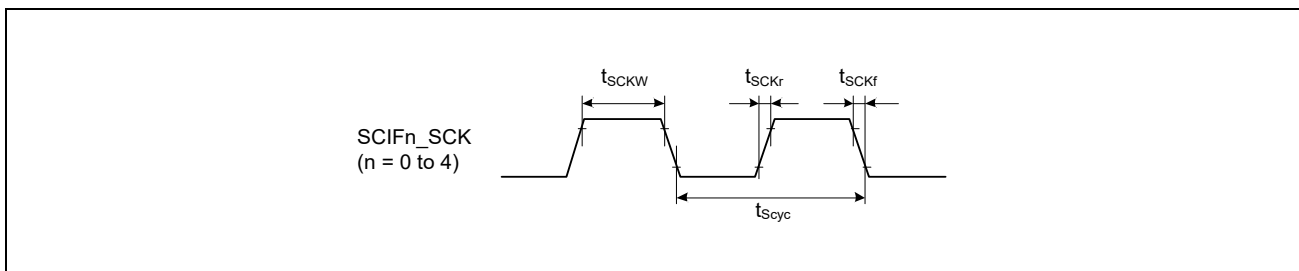 tSCKW
tSCKr
tSCKf
SCIFn_SCK
(n = 0 to 4)
tScyc